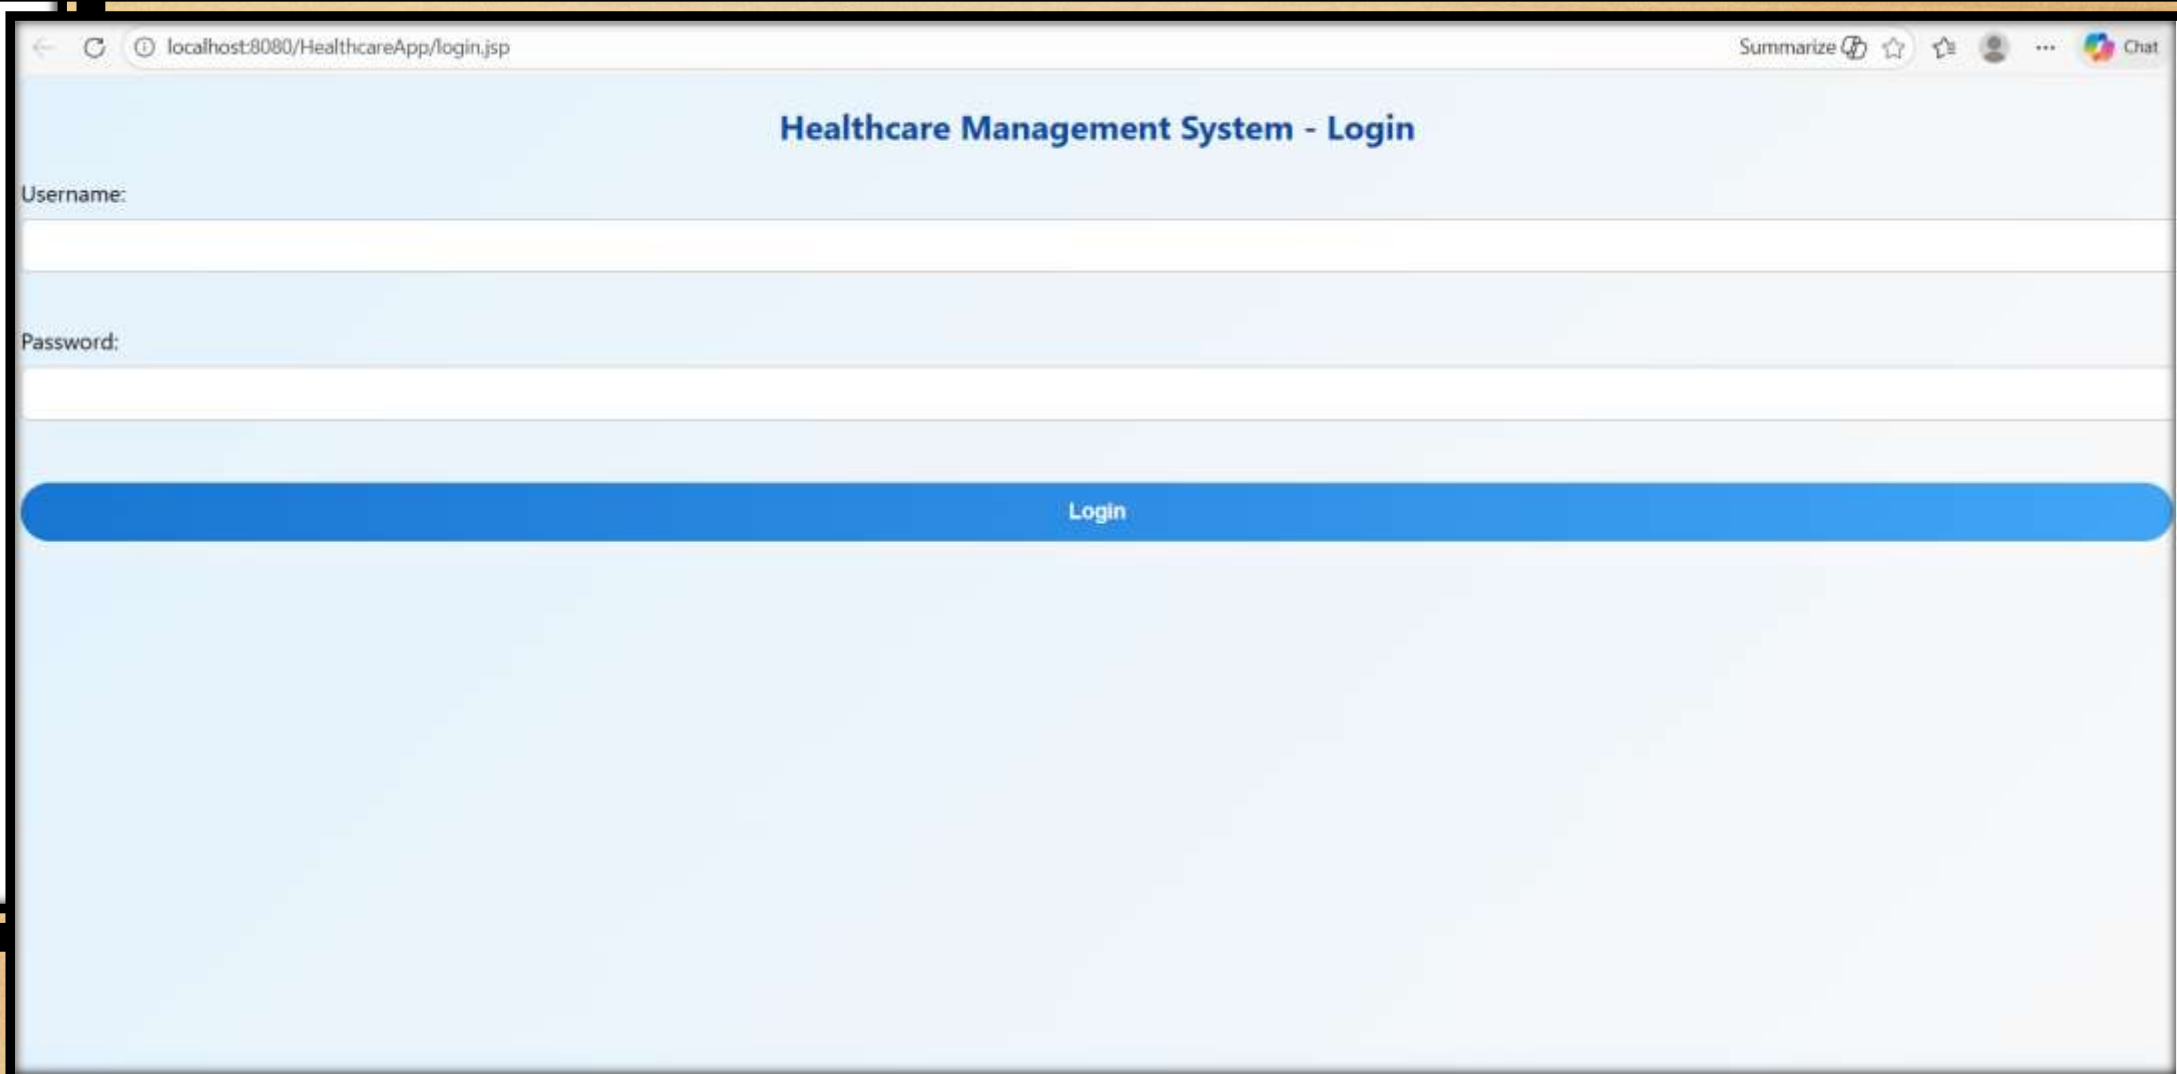 localhost:8080/HealthcareApp/login.jsp Summarize ... Chat
Healthcare Management System - Login
Username:
Password:
Login